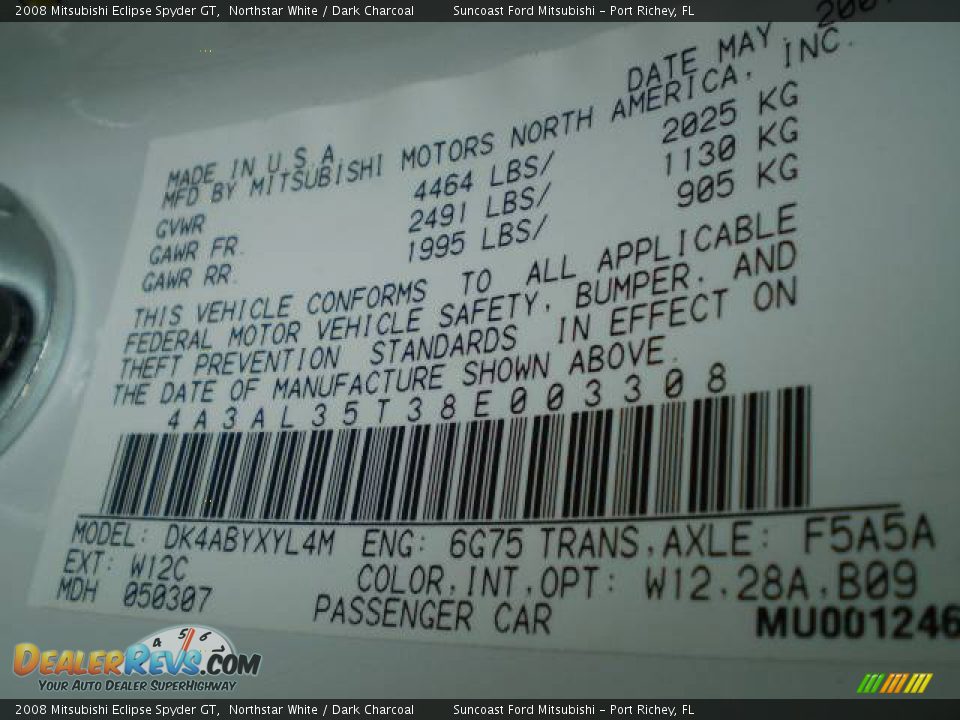 2008 Mitsubishi Eclipse Spyder GT, Northstar White / Dark Charcoal Suncoast Ford Mitsubishi – Port Richey, FL
DATE MAY. 2007
MADE IN U.S.A
MFD BY MITSUBISHI MOTORS NORTH AMERICA, INC.
GVWR 4464 LBS/ 2025 KG
GAWR FR. 2491 LBS/ 1130 KG
GAWR RR. 1995 LBS/ 905 KG
THIS VEHICLE CONFORMS TO ALL APPLICABLE
FEDERAL MOTOR VEHICLE SAFETY, BUMPER, AND
THEFT PREVENTION STANDARDS IN EFFECT ON
THE DATE OF MANUFACTURE SHOWN ABOVE.
4A3AL35T38E003308
MODEL: DK4ABYXYL4M ENG: 6G75 TRANS,AXLE: F5A5A
EXT: W12C COLOR,INT,OPT: W12,28A,B09
MDH 050307 PASSENGER CAR
MU001246
4 5 6
DEALERREVS.COM
YOUR AUTO DEALER SUPERHIGHWAY
2008 Mitsubishi Eclipse Spyder GT, Northstar White / Dark Charcoal Suncoast Ford Mitsubishi – Port Richey, FL